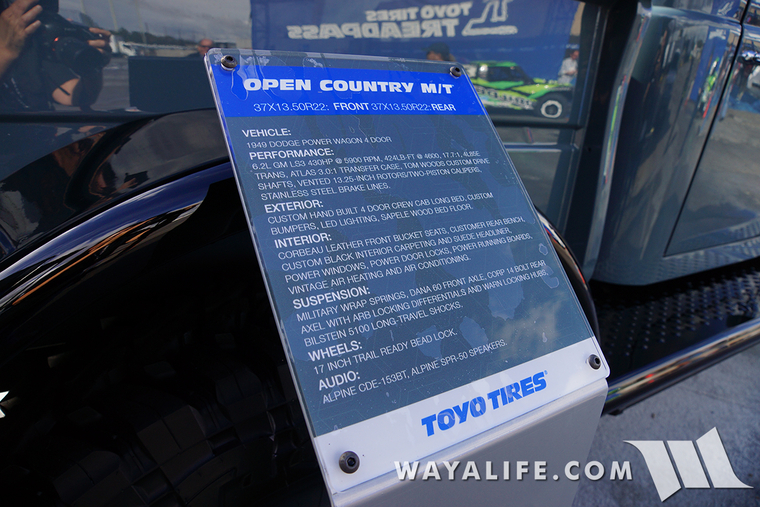 TOYO TIRES
TREADPASS
OPEN COUNTRY M/T
37X13.50R22: FRONT 37X13.50R22: REAR
VEHICLE:
1949 DODGE POWER WAGON 4 DOOR
PERFORMANCE:
6.2L GM LS3 430HP @ 5900 RPM, 424LB-FT @ 4600, 17.7:1, 4L85E
TRANS, ATLAS 3.0:1 TRANSFER CASE, TOM WOODS CUSTOM DRIVE
SHAFTS, VENTED 13.25-INCH ROTORS/TWO-PISTON CALIPERS,
STAINLESS STEEL BRAKE LINES.
EXTERIOR:
CUSTOM HAND BUILT 4 DOOR CREW CAB LONG BED, CUSTOM
BUMPERS, LED LIGHTING, SAPELE WOOD BED FLOOR.
INTERIOR:
CORBEAU LEATHER FRONT BUCKET SEATS, CUSTOMER REAR BENCH,
CUSTOM BLACK INTERIOR CARPETING AND SUEDE HEADLINER,
POWER WINDOWS, POWER DOOR LOCKS, POWER RUNNING BOARDS,
VINTAGE AIR HEATING AND AIR CONDITIONING.
SUSPENSION:
MILITARY WRAP SPRINGS, DANA 60 FRONT AXLE, CORP 14 BOLT REAR
AXEL WITH ARB LOCKING DIFFERENTIALS AND WARN LOCKING HUBS,
BILSTEIN 5100 LONG-TRAVEL SHOCKS.
WHEELS:
17 INCH TRAIL READY BEAD LOCK.
AUDIO:
ALPINE CDE-153BT, ALPINE SPR-50 SPEAKERS.
TOYO TIRES
WAYALIFE.COM